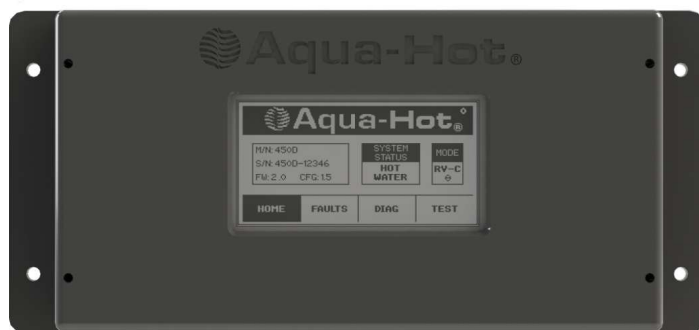 Aqua-Hot®
Aqua-Hot®
M/N: 450D
S/N: 450D-12346
FW: 2.0 CFG: 1.5
SYSTEM
STATUS
HOT
WATER
MODE
RV-C
HOME FAULTS DIAG TEST